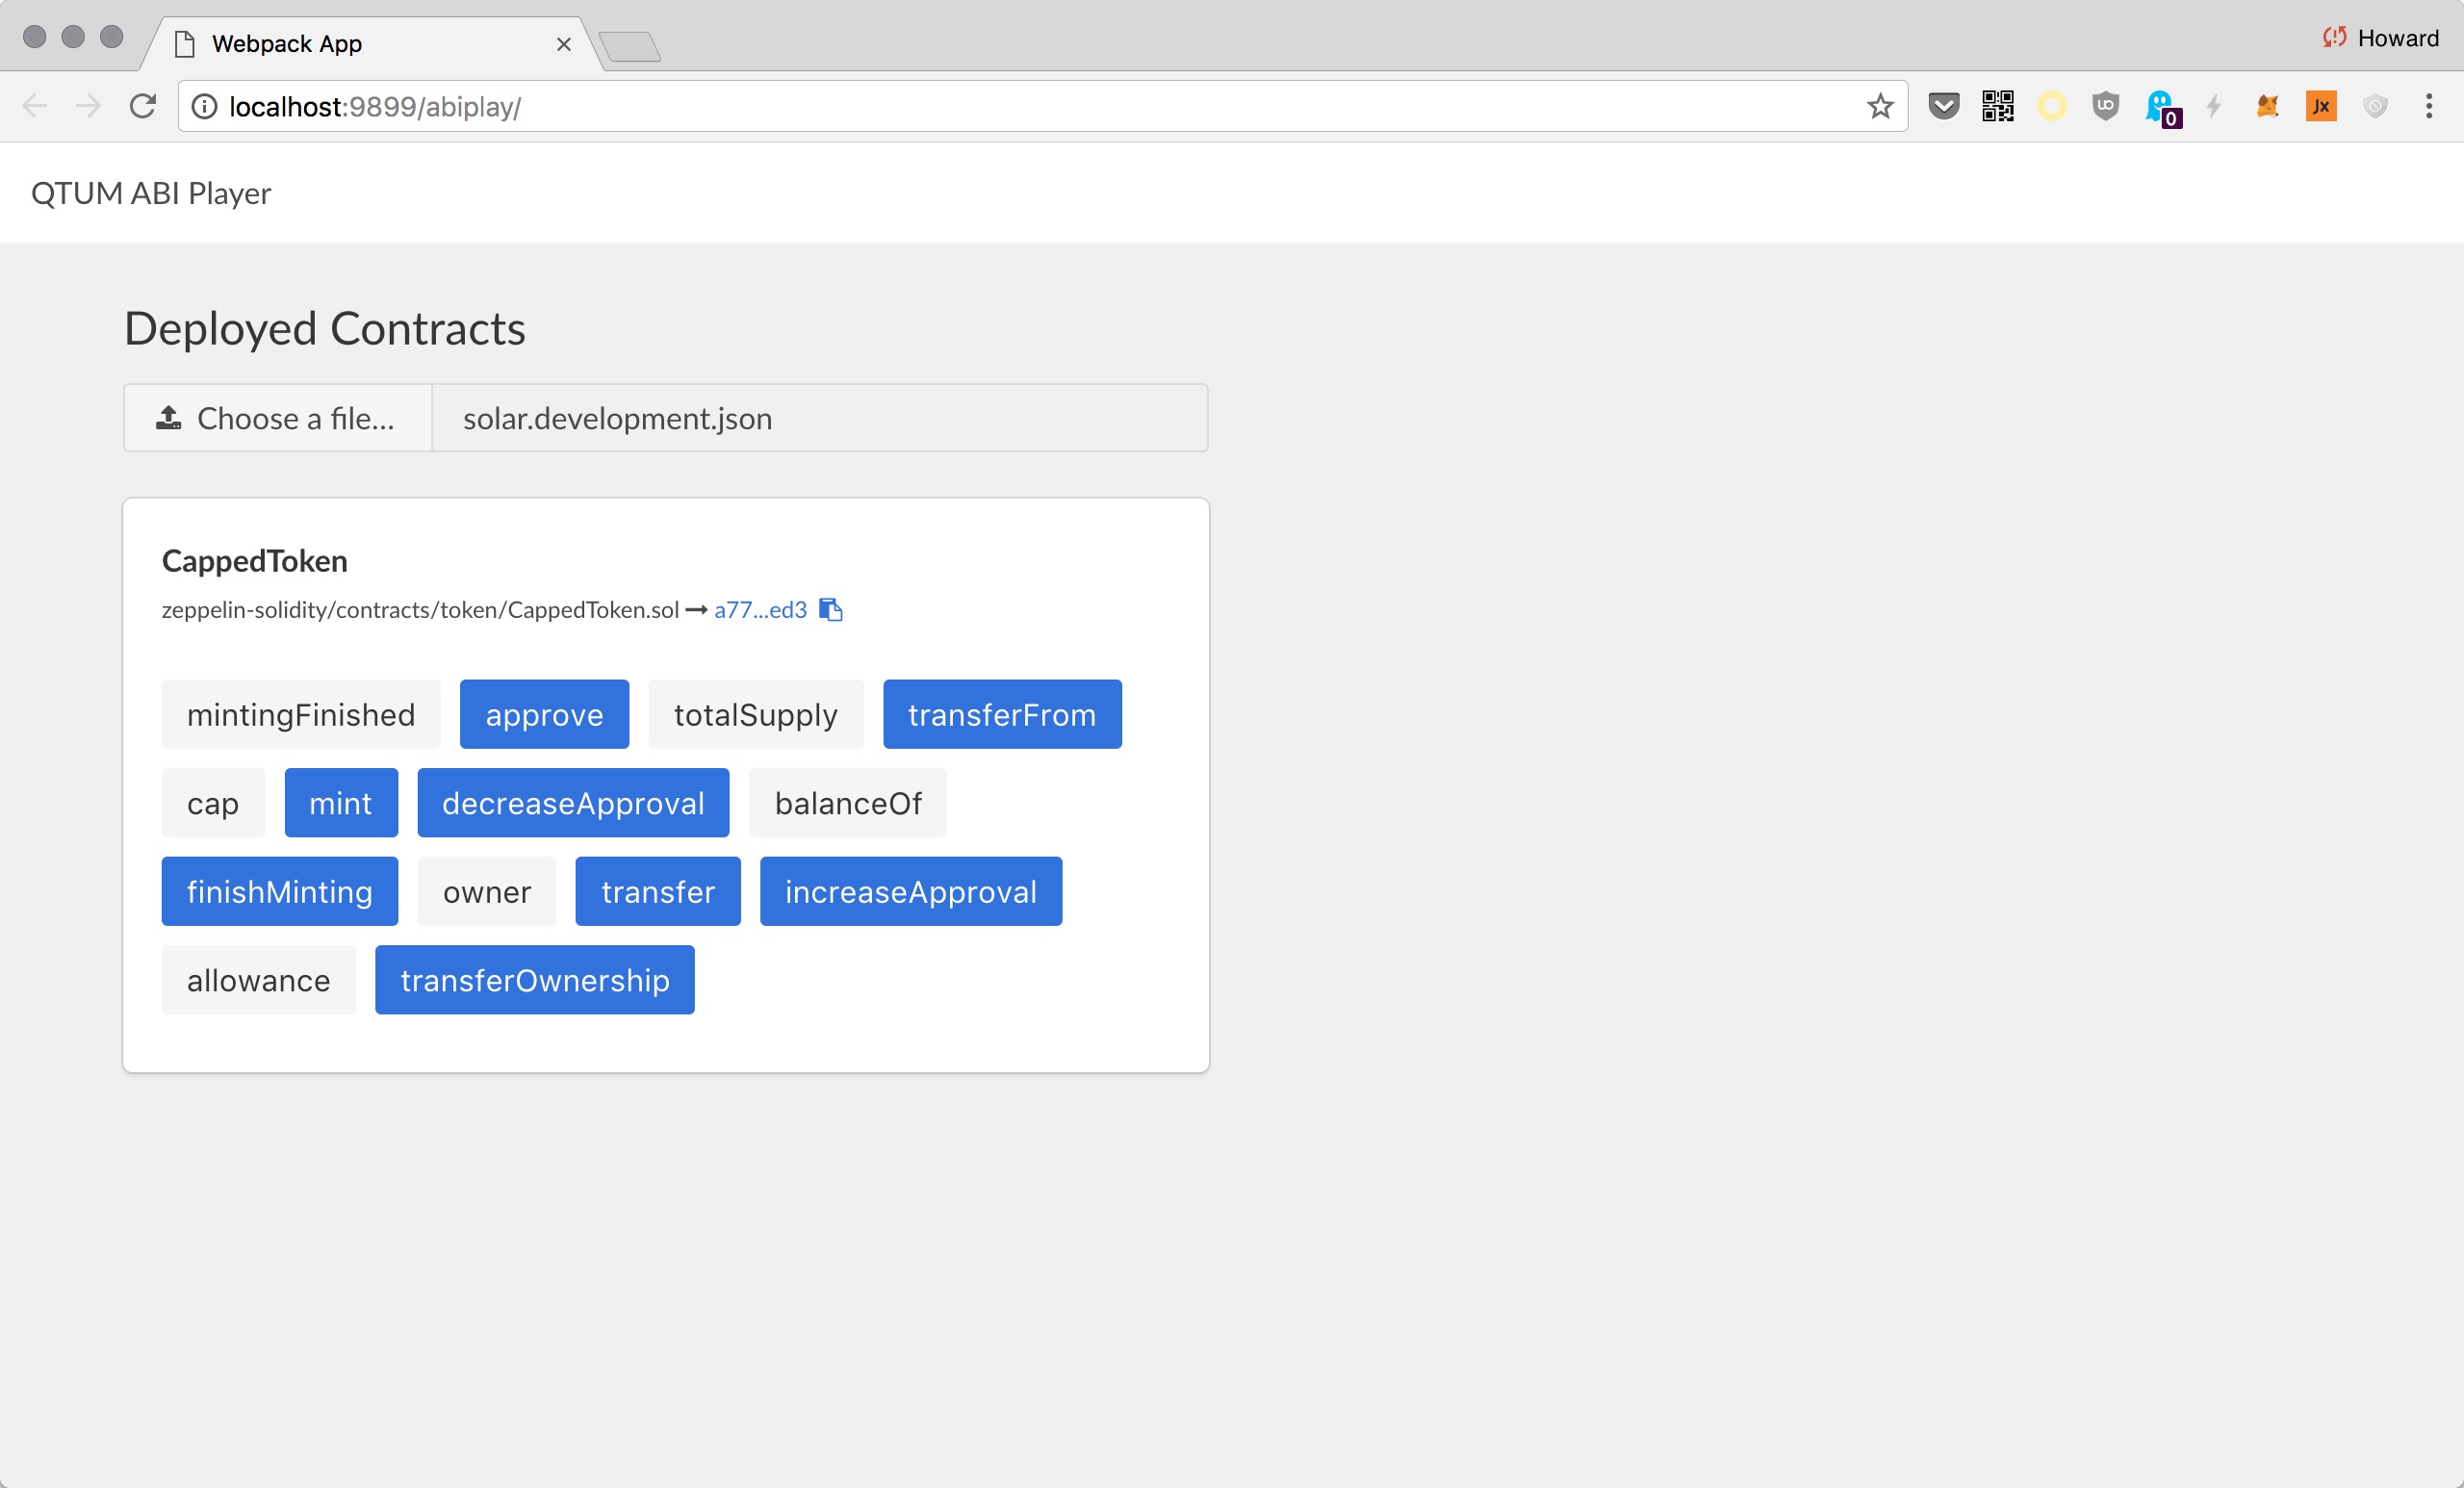 Webpack App
Howard
localhost:9899/abiplay/
UO
0
Jx
QTUM ABI Player
Deployed Contracts
Choose a file...
solar.development.json
CappedToken
zeppelin-solidity/contracts/token/CappedToken.sol → a77...ed3
mintingFinished approve totalSupply transferFrom
cap mint decreaseApproval balanceOf
finishMinting owner transfer increaseApproval
allowance transferOwnership